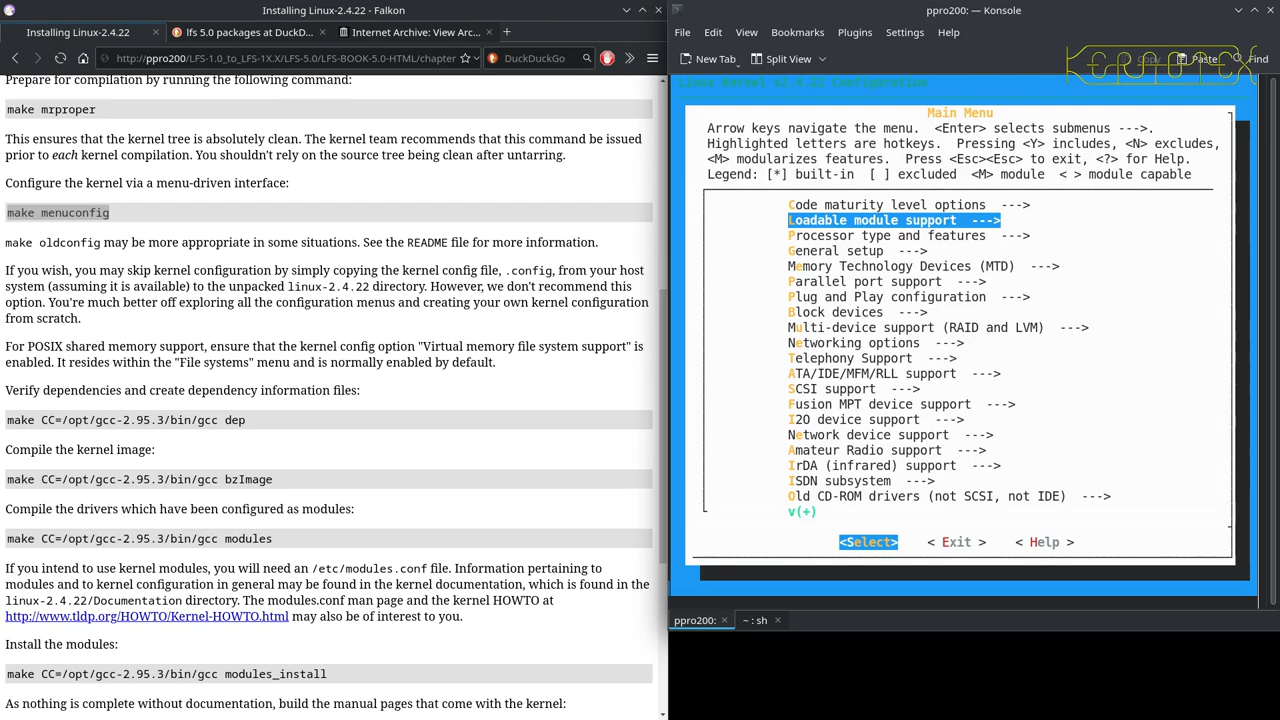 Installing Linux-2.4.22 - Falkon
Installing Linux-2.4.22 ×
lfs 5.0 packages at DuckD... ×
Internet Archive: View Arc... ×
http://ppro200/LFS-1.0_to_LFS-1X.X/LFS-5.0/LFS-BOOK-5.0-HTML/chapter
DuckDuckGo
Prepare for compilation by running the following command:
make mrproper
This ensures that the kernel tree is absolutely clean. The kernel team recommends that this command be issued
prior to each kernel compilation. You shouldn't rely on the source tree being clean after untarring.
Configure the kernel via a menu-driven interface:
make menuconfig
make oldconfig may be more appropriate in some situations. See the README file for more information.
If you wish, you may skip kernel configuration by simply copying the kernel config file, .config, from your host
system (assuming it is available) to the unpacked linux-2.4.22 directory. However, we don't recommend this
option. You're much better off exploring all the configuration menus and creating your own kernel configuration
from scratch.
For POSIX shared memory support, ensure that the kernel config option "Virtual memory file system support" is
enabled. It resides within the "File systems" menu and is normally enabled by default.
Verify dependencies and create dependency information files:
make CC=/opt/gcc-2.95.3/bin/gcc dep
Compile the kernel image:
make CC=/opt/gcc-2.95.3/bin/gcc bzImage
Compile the drivers which have been configured as modules:
make CC=/opt/gcc-2.95.3/bin/gcc modules
If you intend to use kernel modules, you will need an /etc/modules.conf file. Information pertaining to
modules and to kernel configuration in general may be found in the kernel documentation, which is found in the
linux-2.4.22/Documentation directory. The modules.conf man page and the kernel HOWTO at
http://www.tldp.org/HOWTO/Kernel-HOWTO.html may also be of interest to you.
Install the modules:
make CC=/opt/gcc-2.95.3/bin/gcc modules_install
As nothing is complete without documentation, build the manual pages that come with the kernel:
ppro200: — Konsole
File Edit View Bookmarks Plugins Settings Help
New Tab Split View Copy Paste Find
Linux Kernel v2.4.22 Configuration
Main Menu
Arrow keys navigate the menu.  <Enter> selects submenus --->.
Highlighted letters are hotkeys.  Pressing <Y> includes, <N> excludes,
<M> modularizes features.  Press <Esc><Esc> to exit, <?> for Help.
Legend: [*] built-in  [ ] excluded  <M> module  < > module capable
Code maturity level options  --->
Loadable module support  --->
Processor type and features  --->
General setup  --->
Memory Technology Devices (MTD)  --->
Parallel port support  --->
Plug and Play configuration  --->
Block devices  --->
Multi-device support (RAID and LVM)  --->
Networking options  --->
Telephony Support  --->
ATA/IDE/MFM/RLL support  --->
SCSI support  --->
Fusion MPT device support  --->
I2O device support  --->
Network device support  --->
Amateur Radio support  --->
IrDA (infrared) support  --->
ISDN subsystem  --->
Old CD-ROM drivers (not SCSI, not IDE)  --->
v(+)
<Select> < Exit > < Help >
ppro200: ×
~ : sh ×